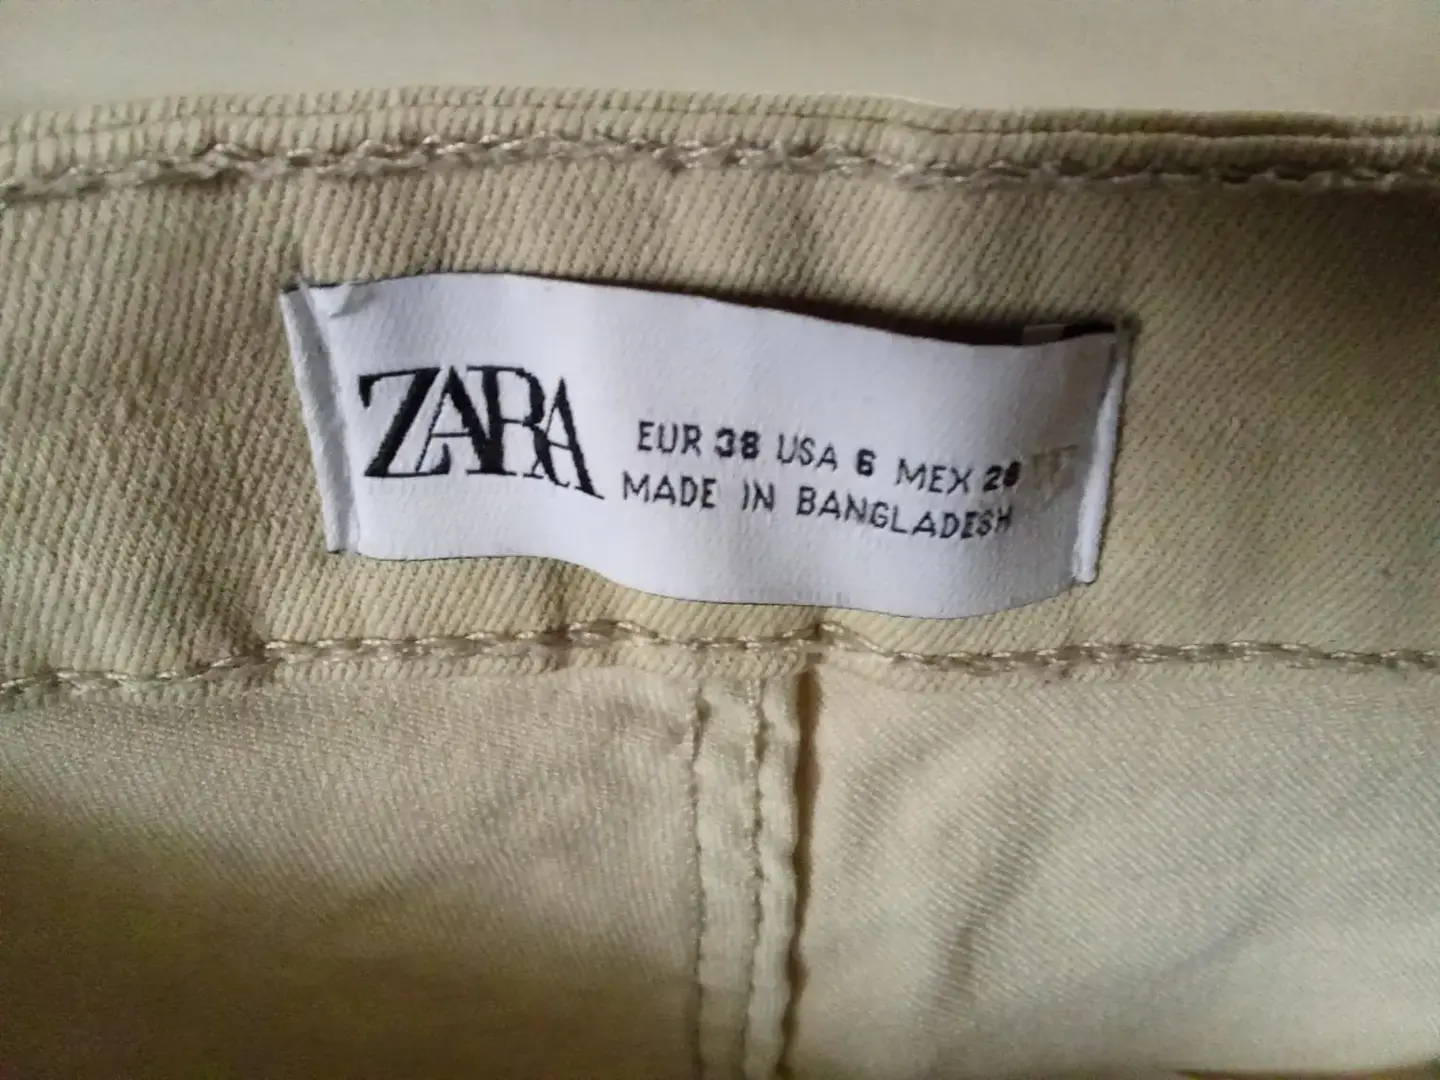 ZARA
EUR 38 USA 6 MEX 28
MADE IN BANGLADESH